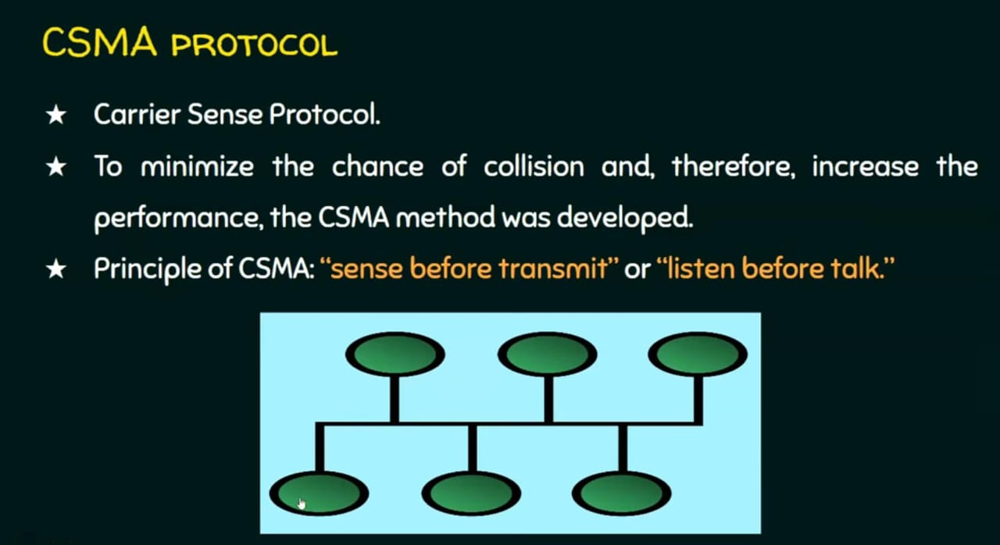 CSMA PROTOCOL
★ Carrier Sense Protocol.
★ To minimize the chance of collision and, therefore, increase the
performance, the CSMA method was developed.
★ Principle of CSMA: “sense before transmit” or “listen before talk.”